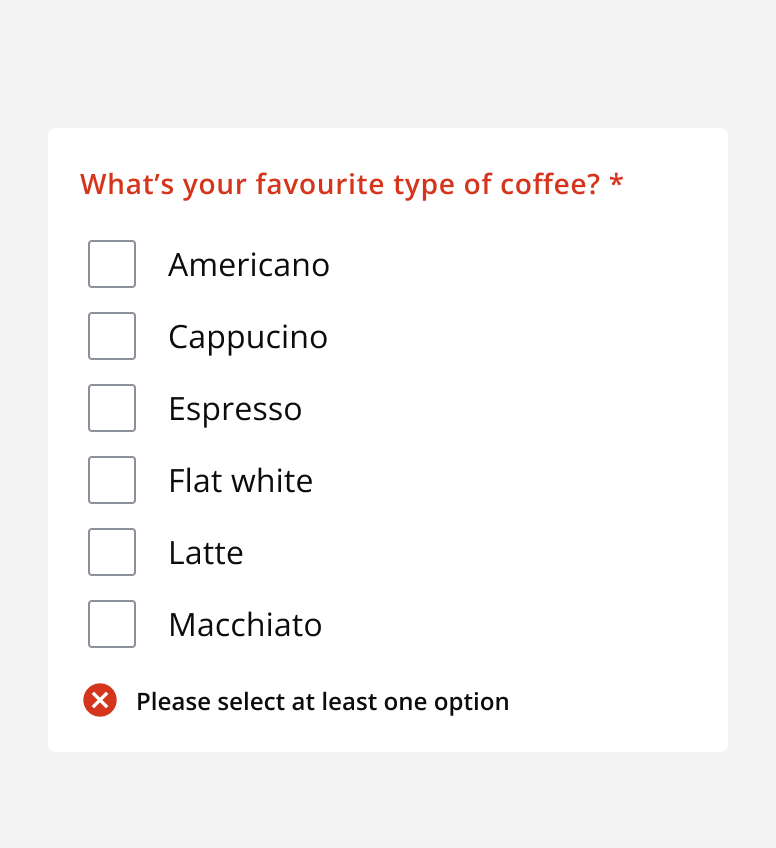 What’s your favourite type of coffee? *
Americano
Cappucino
Espresso
Flat white
Latte
Macchiato
Please select at least one option